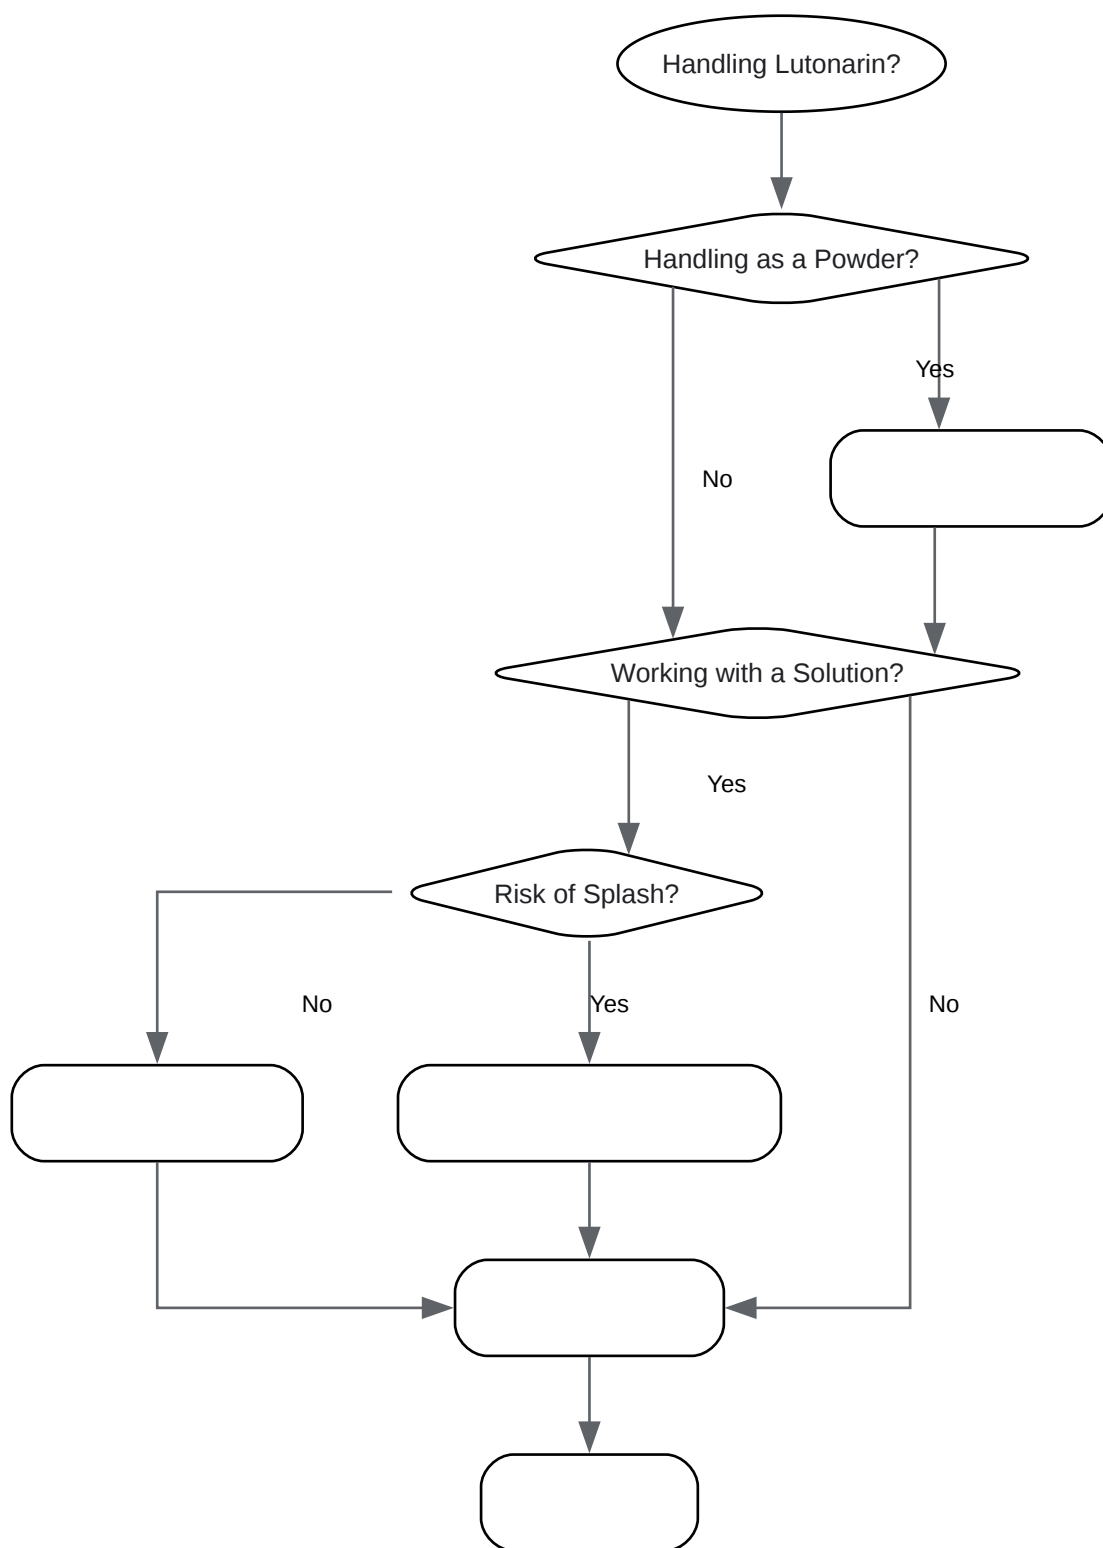 Handling Lutonarin?
Handling as a Powder?
Yes
No
Working with a Solution?
Yes
Risk of Splash?
No
Yes
No